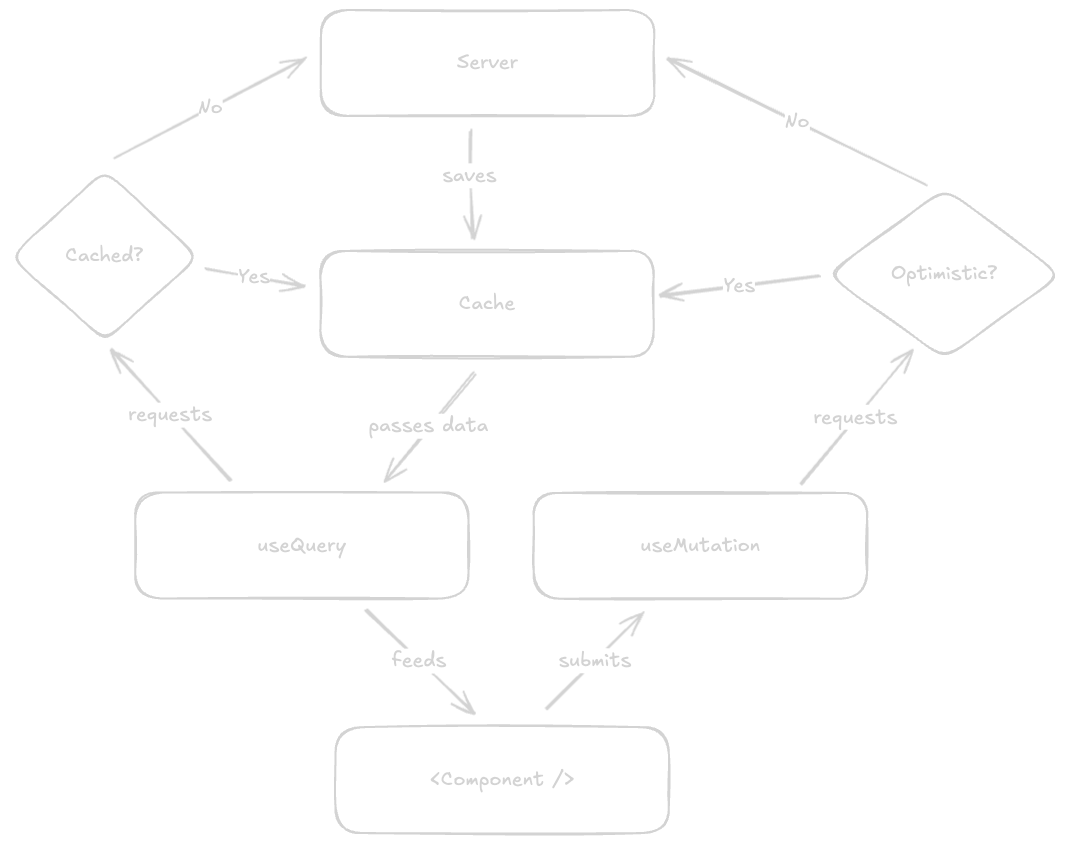 Server
No
No
saves
Cached?
Yes
Cache
Yes
Optimistic?
requests
passes data
requests
useQuery
useMutation
feeds
submits
<Component />